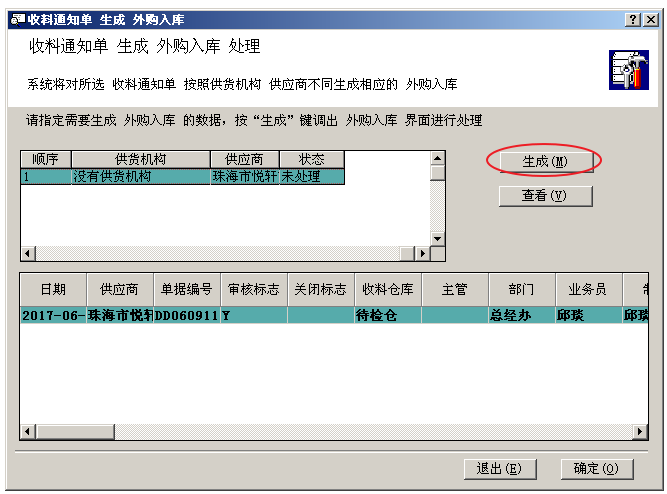 收料通知单 生成 外购入库
收料通知单 生成 外购入库 处理
系统将对所选 收料通知单 按照供货机构 供应商不同生成相应的 外购入库
请指定需要生成 外购入库 的数据，按“生成”键调出 外购入库 界面进行处理
顺序 供货机构 供应商 状态
1 没有供货机构 珠海市悦轩 未处理
生成(M)
查看(V)
日期 供应商 单据编号 审核标志 关闭标志 收料仓库 主管 部门 业务员
2017-06- 珠海市悦轩 DD060911 Y 待检仓 总经办 邱琰 邱琰
退出(E) 确定(O)